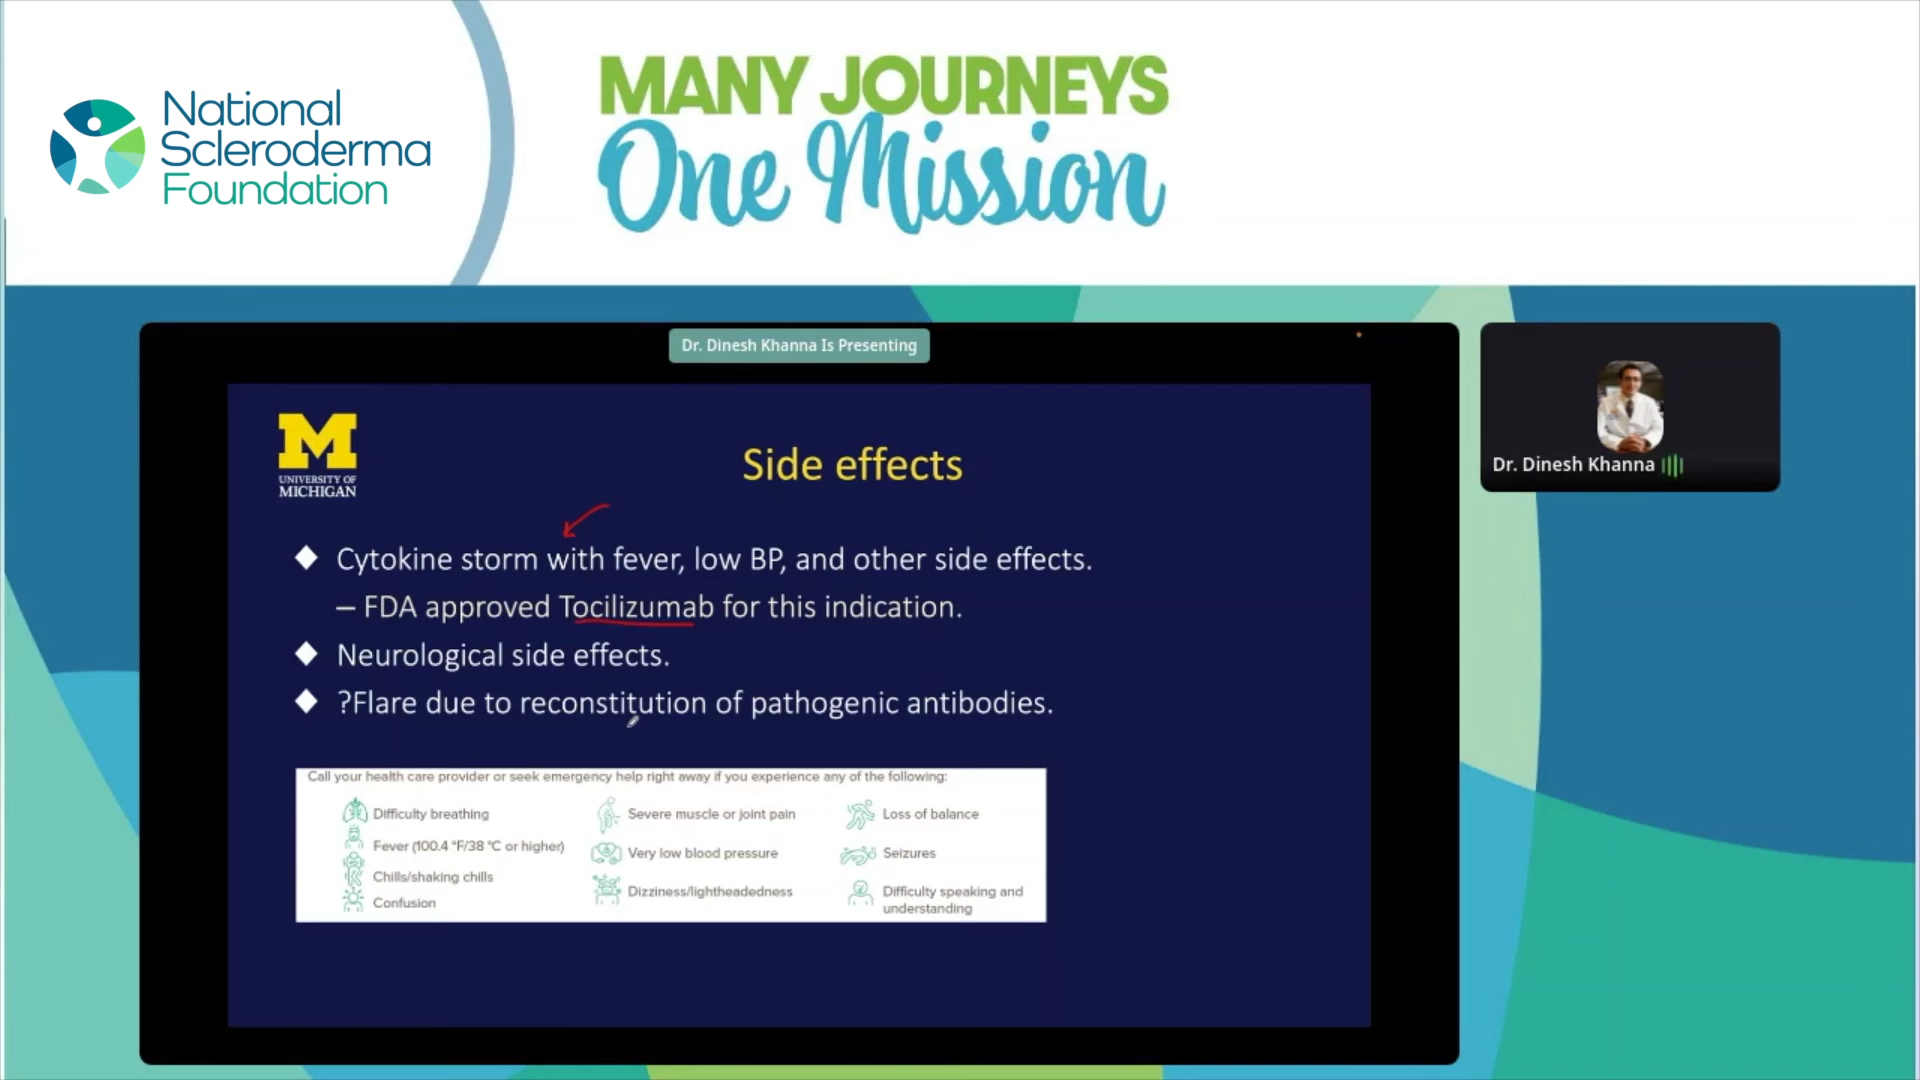 National
Scleroderma
Foundation
MANY JOURNEYS
One Mission
Dr. Dinesh Khanna Is Presenting
Dr. Dinesh Khanna
M
UNIVERSITY OF
MICHIGAN
Side effects
Cytokine storm with fever, low BP, and other side effects.
– FDA approved Tocilizumab for this indication.
Neurological side effects.
?Flare due to reconstitution of pathogenic antibodies.
Call your health care provider or seek emergency help right away if you experience any of the following:
Difficulty breathing
Fever (100.4 °F/38 °C or higher)
Chills/shaking chills
Confusion
Severe muscle or joint pain
Very low blood pressure
Dizziness/lightheadedness
Loss of balance
Seizures
Difficulty speaking and
understanding